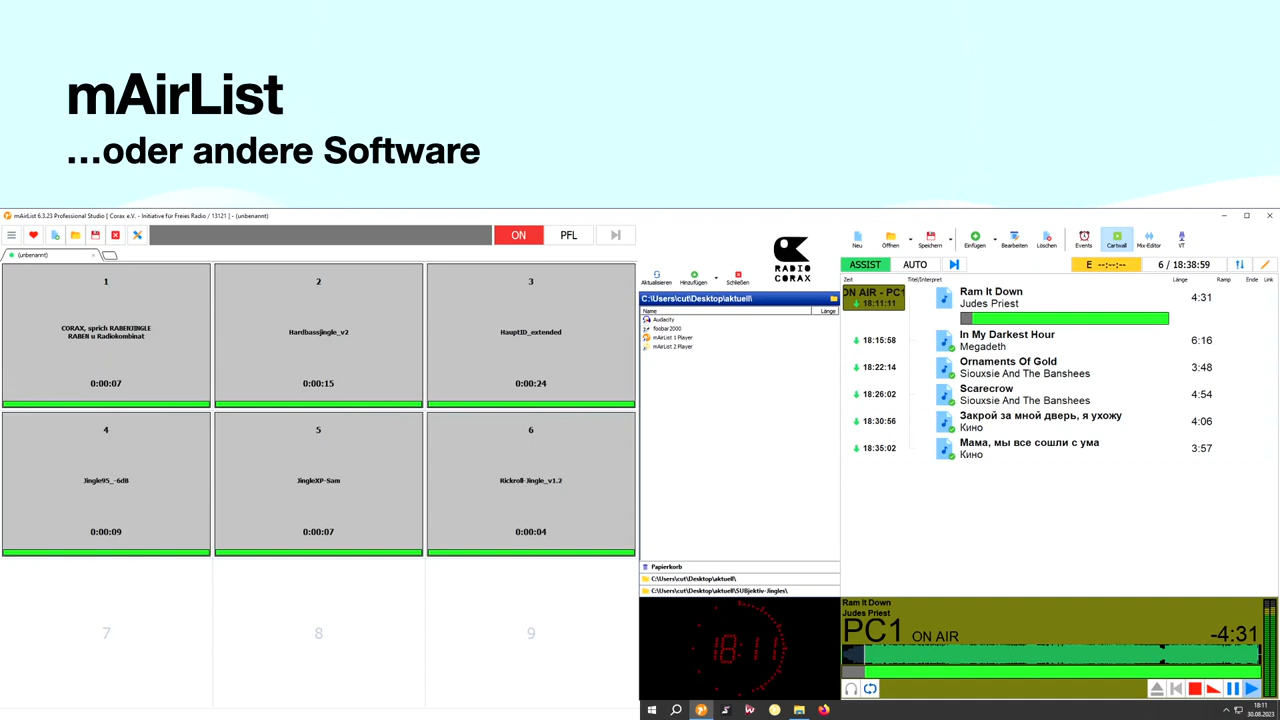 mAirList
...oder andere Software
mAirList 6.3.23 Professional Studio [ Corax e.V. - Initiative für Freies Radio / 13121 ] - (unbenannt)
ON
PFL
(unbenannt)
1
CORAX, sprich RABENJINGLE
RABEN u Radiokombinat
0:00:07
2
Hardbassjingle_v2
0:00:15
3
HauptID_extended
0:00:24
4
Jingle95_-6dB
0:00:09
5
JingleXP-Sam
0:00:07
6
Rickroll-Jingle_v1.2
0:00:04
7
8
9
RADIO
CORAX
Aktualisieren
Hinzufügen
Schließen
C:\Users\cut\Desktop\aktuell\
Name
Länge
Audacity
foobar2000
mAirList 1 Player
mAirList 2 Player
Papierkorb
C:\Users\cut\Desktop\aktuell\
C:\Users\cut\Desktop\aktuell\SUBjektiv-Jingles\
18:11
Neu
Öffnen
Speichern
Einfügen
Bearbeiten
Löschen
Events
Cartwall
Mix-Editor
VT
ASSIST
AUTO
E --:--:--
6 / 18:38:59
Zeit
Titel/Interpret
Länge
Ramp
Ende
Link
ON AIR - PC1
18:11:11
Ram It Down
Judes Priest
4:31
18:15:58
In My Darkest Hour
Megadeth
6:16
18:22:14
Ornaments Of Gold
Siouxsie And The Banshees
3:48
18:26:02
Scarecrow
Siouxsie And The Banshees
4:54
18:30:56
Закрой за мной дверь, я ухожу
Кино
4:06
18:35:02
Мама, мы все сошли с ума
Кино
3:57
Ram It Down
Judes Priest
PC1 ON AIR
-4:31
18:11
30.08.2023